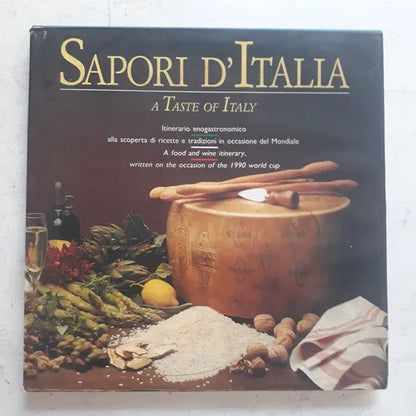 SAPORI D'ITALIA
A TASTE OF ITALY
Itinerario enogastronomico
alla scoperta di ricette e tradizioni in occasione del Mondiale
A food and wine itinerary,
written on the occasion of the 1990 world cup